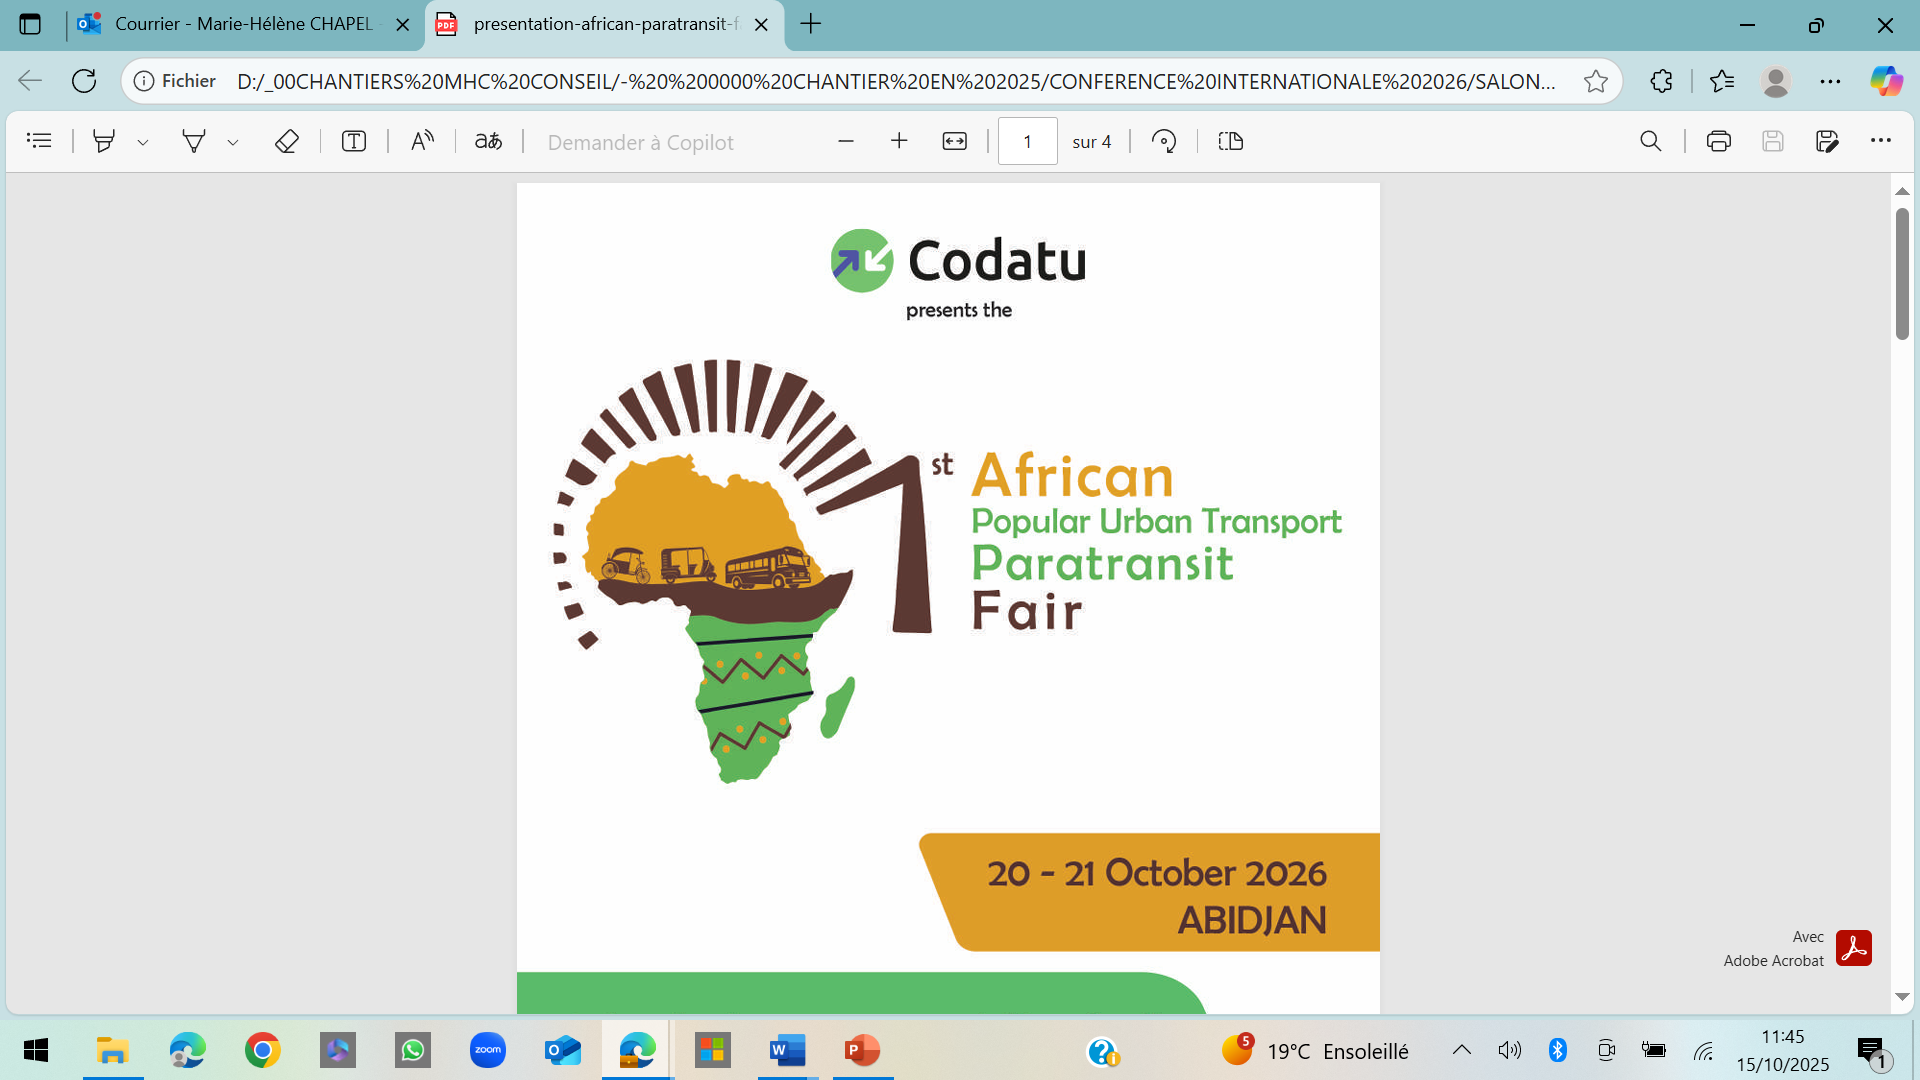 Courrier - Marie-Hélène CHAPEL
presentation-african-paratransit-f
Fichier
D:/_00CHANTIERS%20MHC%20CONSEIL/-%20%200000%20CHANTIER%20EN%202025/CONFERENCE%20INTERNATIONALE%202026/SALON...
Demander à Copilot
1
sur 4
Codatu
presents the
1st
African
Popular Urban Transport
Paratransit
Fair
20 - 21 October 2026
ABIDJAN
Avec
Adobe Acrobat
zoom
5
19°C Ensoleillé
11:45
15/10/2025
1